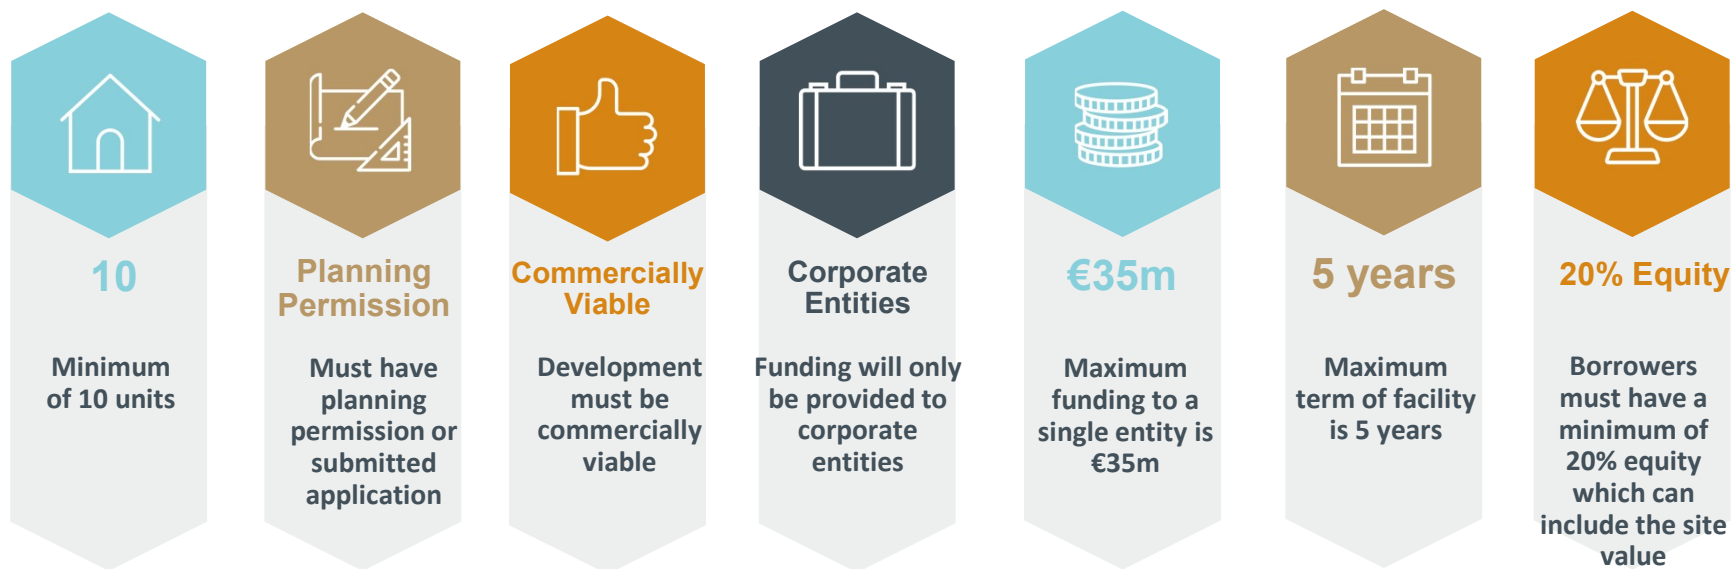 10
Minimum
of 10 units
Planning
Permission
Must have
planning
permission or
submitted
application
Commercially
Viable
Development
must be
commercially
viable
Corporate
Entities
Funding will only
be provided to
corporate
entities
€35m
Maximum
funding to a
single entity is
€35m
5 years
Maximum
term of facility
is 5 years
20% Equity
Borrowers
must have a
minimum of
20% equity
which can
include the site
value